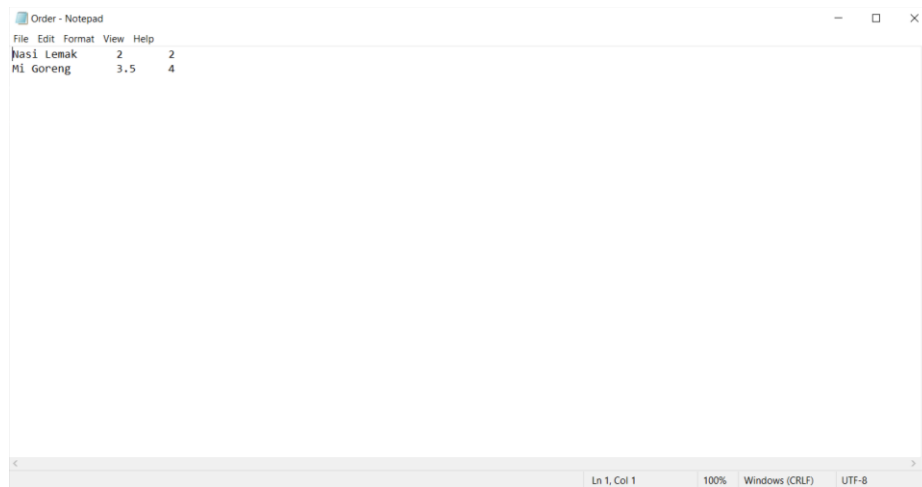 Order - Notepad
File Edit Format View Help
Nasi Lemak 2 2
Mi Goreng 3.5 4
Ln 1, Col 1 100% Windows (CRLF) UTF-8